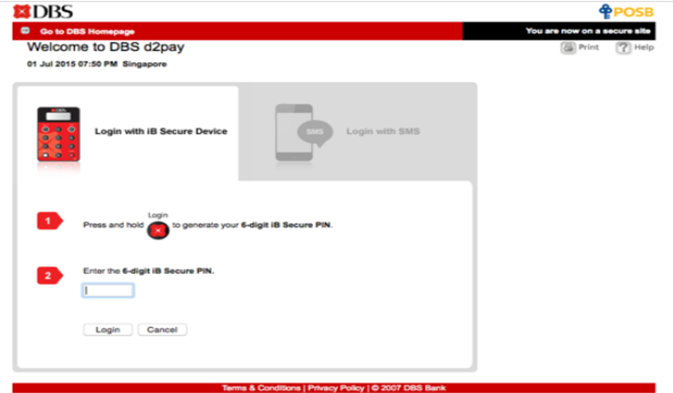 DBS
POSB
Go to DBS Homepage
You are now on a secure site
Welcome to DBS d2pay
Print
Help
01 Jul 2015 07:50 PM Singapore
Login with iB Secure Device
SMS
Login with SMS
Login
1
Press and hold to generate your 6-digit iB Secure PIN.
2
Enter the 6-digit iB Secure PIN.
Login
Cancel
Terms & Conditions | Privacy Policy | © 2007 DBS Bank